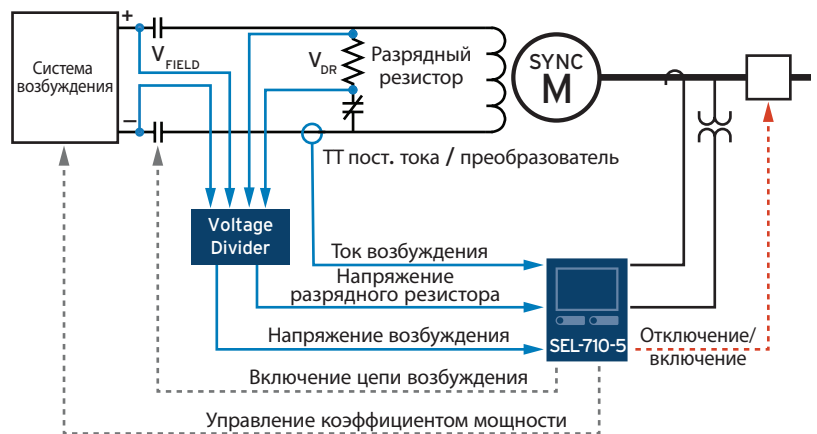 +
Система
возбуждения
–
V FIELD
V DR
Разрядный
резистор
SYNC
M
ТТ пост. тока / преобразователь
Voltage
Divider
Ток возбуждения
Напряжение
разрядного резистора
Напряжение возбуждения
SEL-710-5
Отключение/
включение
Включение цепи возбуждения
Управление коэффициентом мощности